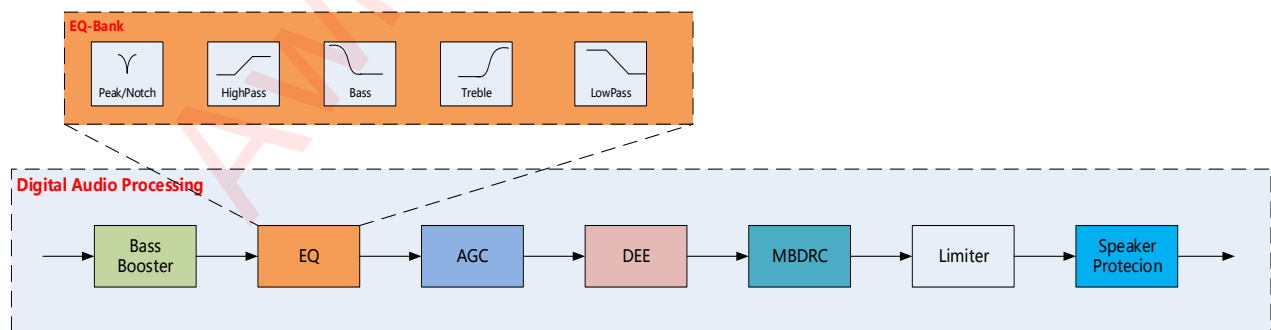 EQ-Bank
Peak/Notch
HighPass
Bass
Treble
LowPass
Digital Audio Processing
Bass
Booster
EQ
AGC
DEE
MBDRC
Limiter
Speaker
Protecion